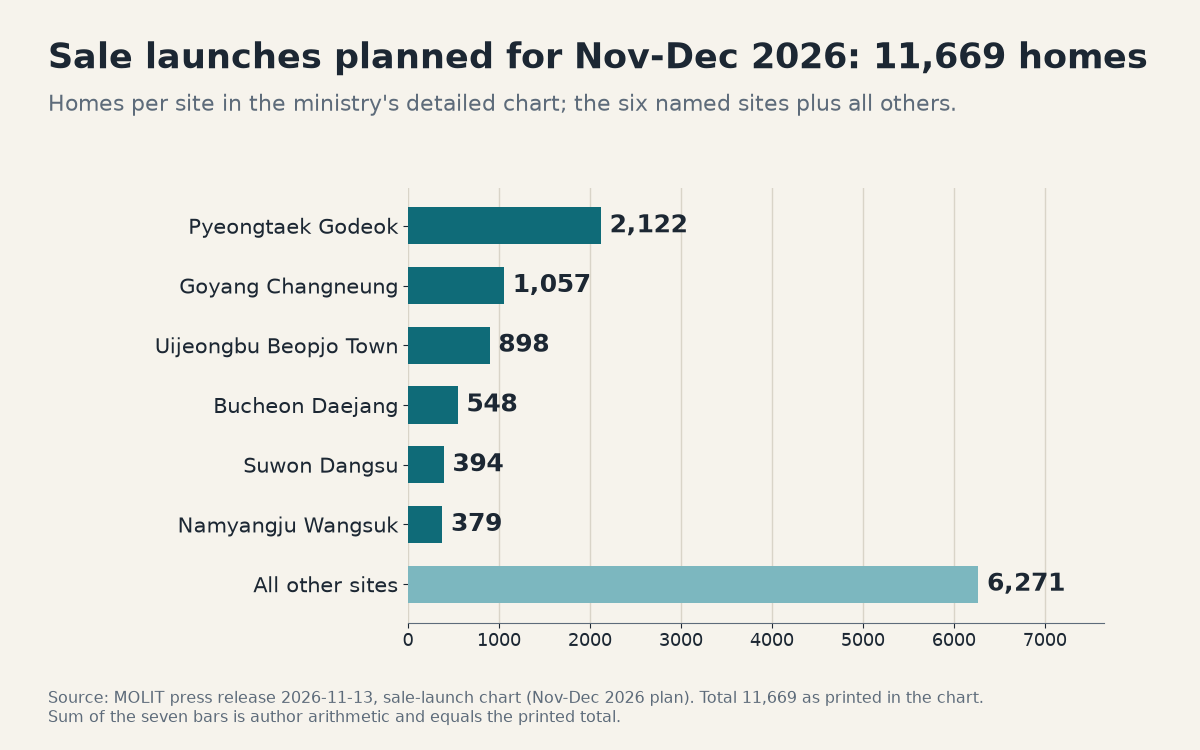 Sale launches planned for Nov-Dec 2026: 11,669 homes
Homes per site in the ministry's detailed chart; the six named sites plus all others.
Pyeongtaek Godeok 2,122
Goyang Changneung 1,057
Uijeongbu Beopjo Town 898
Bucheon Daejang 548
Suwon Dangsu 394
Namyangju Wangsuk 379
All other sites 6,271
0 1000 2000 3000 4000 5000 6000 7000
Source: MOLIT press release 2026-11-13, sale-launch chart (Nov-Dec 2026 plan). Total 11,669 as printed in the chart.
Sum of the seven bars is author arithmetic and equals the printed total.